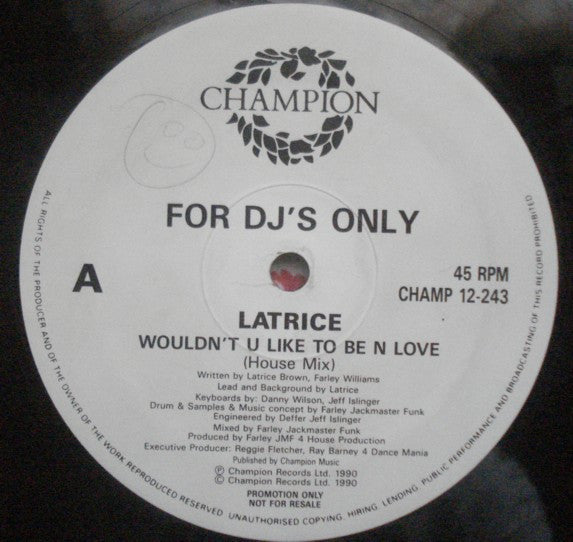 CHAMPION
FOR DJ'S ONLY
A
45 RPM
CHAMP 12-243
LATRICE
WOULDN'T U LIKE TO BE N LOVE
(House Mix)
Written by Latrice Brown, Farley Williams
Lead and Background by Latrice
Keyboards by: Danny Wilson, Jeff Islinger
Drum & Samples & Music concept by Farley Jackmaster Funk
Engineered by Deffer Jeff Islinger
Mixed by Farley Jackmaster Funk
Produced by Farley JMF 4 House Production
Executive Producer: Reggie Fletcher, Ray Barney 4 Dance Mania
Published by Champion Music
Ⓟ Champion Records Ltd. 1990
© Champion Records Ltd. 1990
PROMOTION ONLY
NOT FOR RESALE
ALL RIGHTS OF THE PRODUCER AND OF THE OWNER OF THE WORK REPRODUCED RESERVED. UNAUTHORISED COPYING. HIRING. LENDING. PUBLIC PERFORMANCE AND BROADCASTING OF THIS RECORD PROHIBITED